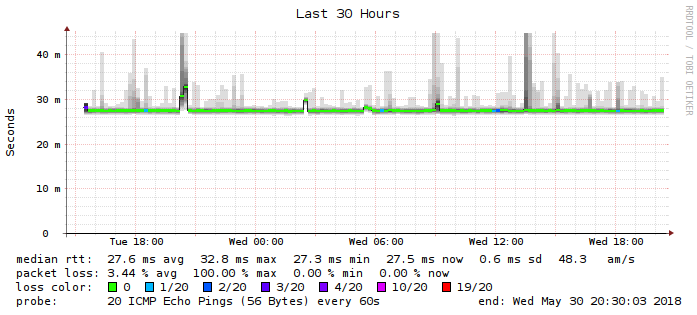 Last 30 Hours
RRDTOOL / TOBI OETIKER
Seconds
40 m
30 m
20 m
10 m
0
Tue 18:00 Wed 00:00 Wed 06:00 Wed 12:00 Wed 18:00
median rtt: 27.6 ms avg 32.8 ms max 27.3 ms min 27.5 ms now 0.6 ms sd 48.3 am/s
packet loss: 3.44 % avg 100.00 % max 0.00 % min 0.00 % now
loss color: 0 1/20 2/20 3/20 4/20 10/20 19/20
probe: 20 ICMP Echo Pings (56 Bytes) every 60s end: Wed May 30 20:30:03 2018